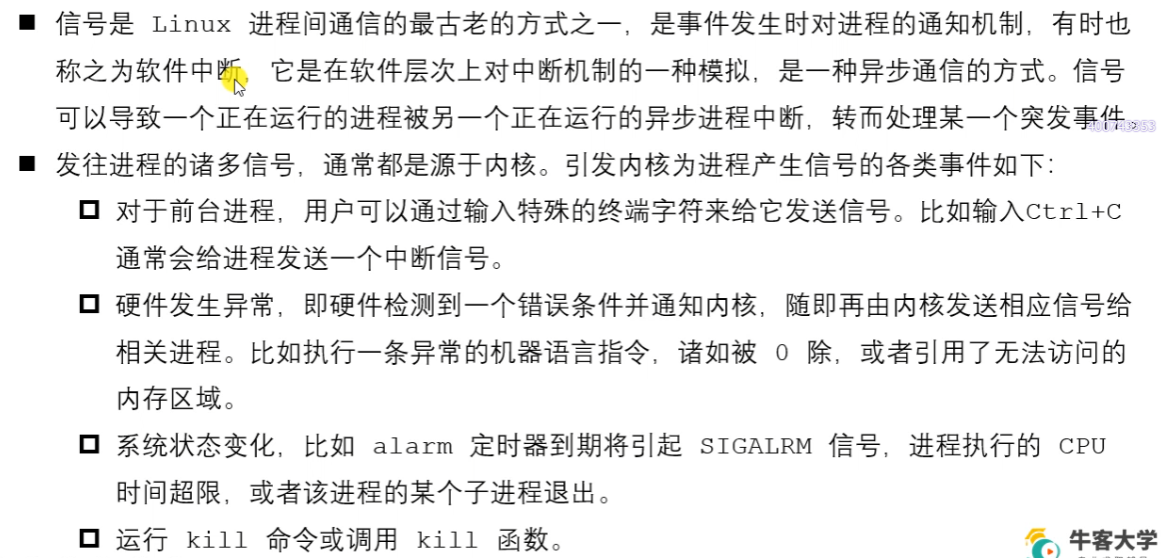 ■ 信号是 Linux 进程间通信的最古老的方式之一，是事件发生时对进程的通知机制，有时也
称之为软件中断，它是在软件层次上对中断机制的一种模拟，是一种异步通信的方式。信号
可以导致一个正在运行的进程被另一个正在运行的异步进程中断，转而处理某一个突发事件。
■ 发往进程的诸多信号，通常都是源于内核。引发内核为进程产生信号的各类事件如下：
对于前台进程，用户可以通过输入特殊的终端字符来给它发送信号。比如输入Ctrl+C
通常会给进程发送一个中断信号。
硬件发生异常，即硬件检测到一个错误条件并通知内核，随即再由内核发送相应信号给
相关进程。比如执行一条异常的机器语言指令，诸如被 0 除，或者引用了无法访问的
内存区域。
系统状态变化，比如 alarm 定时器到期将引起 SIGALRM 信号，进程执行的 CPU
时间超限，或者该进程的某个子进程退出。
运行 kill 命令或调用 kill 函数。
牛客大学